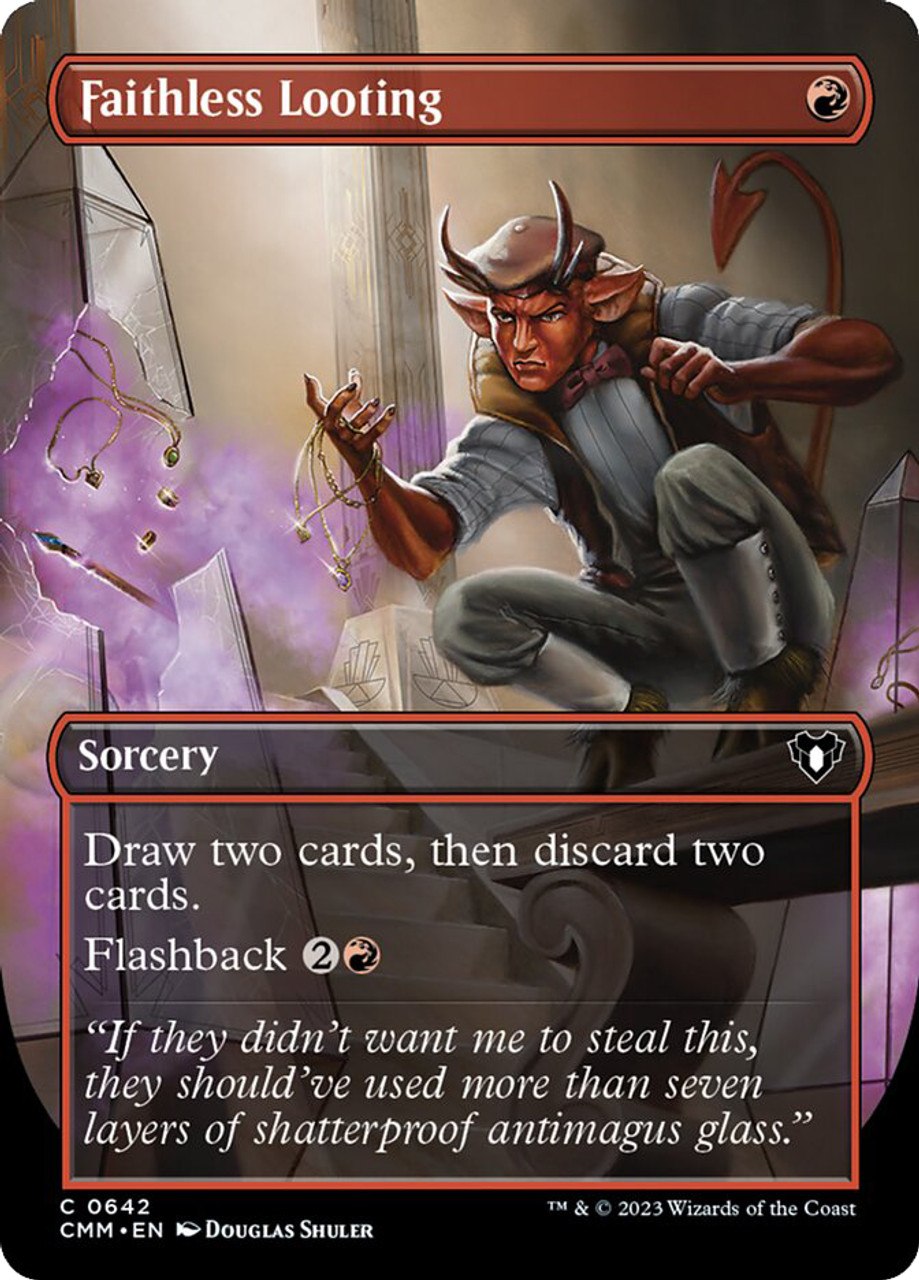 Faithless Looting
Sorcery
Draw two cards, then discard two
cards.
Flashback 2
“If they didn’t want me to steal this,
they should’ve used more than seven
layers of shatterproof antimagus glass.”
C 0642
™ & © 2023 Wizards of the Coast
CMM • EN Douglas Shuler